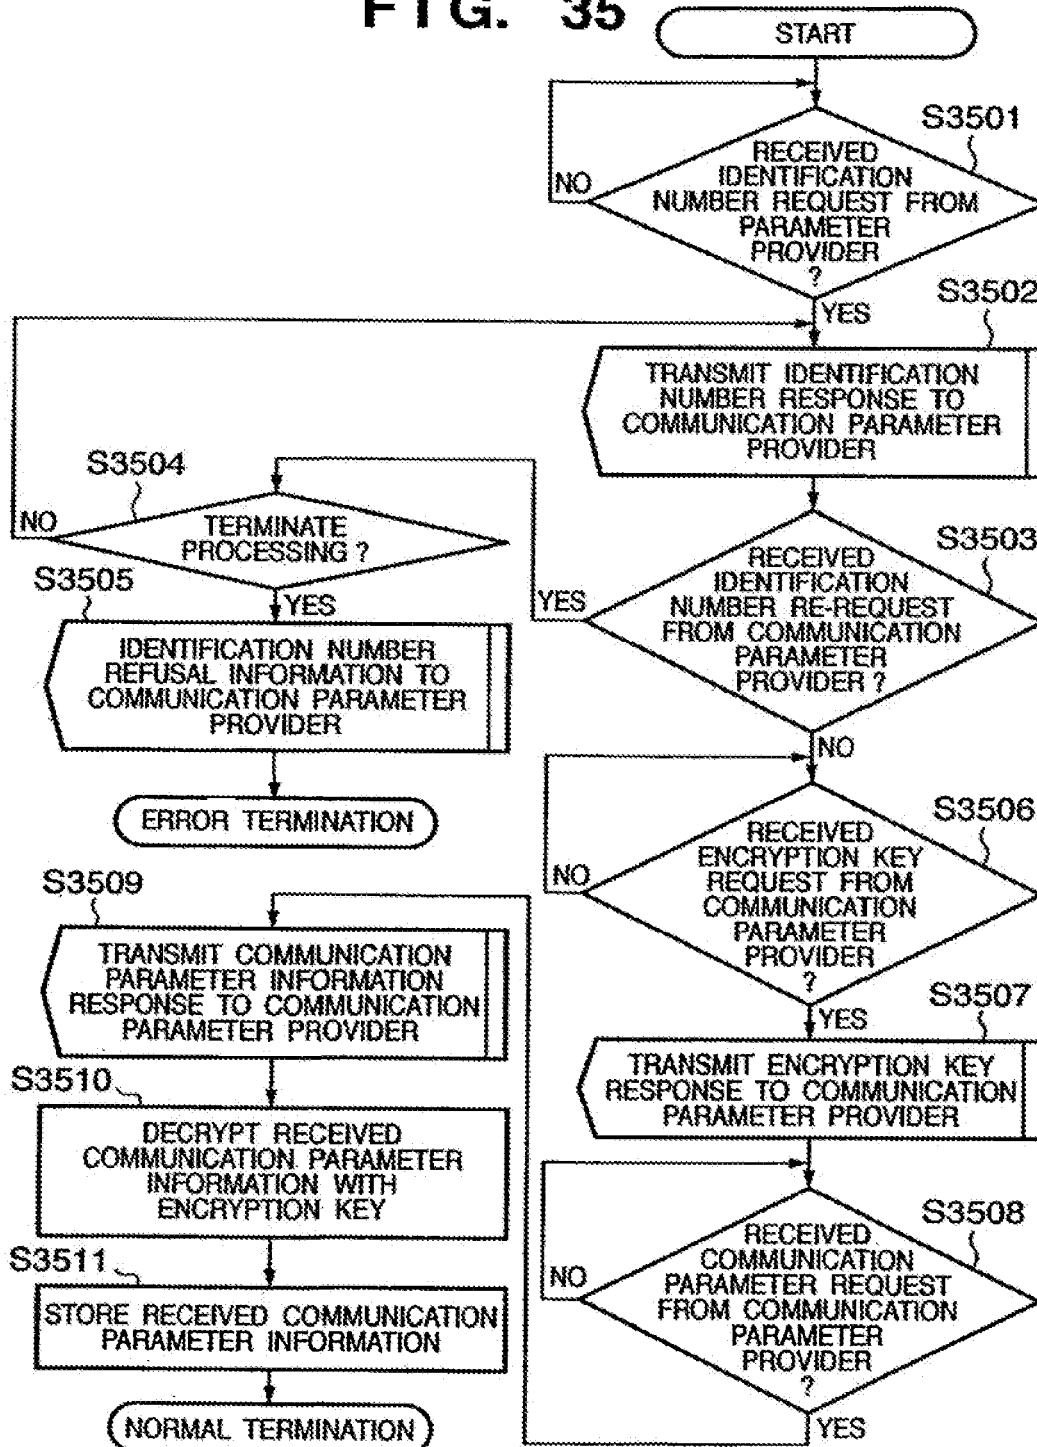 FIG. 35
START
S3501
RECEIVED
IDENTIFICATION
NUMBER REQUEST FROM
PARAMETER
PROVIDER
?
NO
YES
S3502
TRANSMIT IDENTIFICATION
NUMBER RESPONSE TO
COMMUNICATION PARAMETER
PROVIDER
S3503
RECEIVED
IDENTIFICATION
NUMBER RE-REQUEST
FROM COMMUNICATION
PARAMETER
PROVIDER ?
YES
NO
S3504
TERMINATE
PROCESSING ?
NO
YES
S3505
IDENTIFICATION NUMBER
REFUSAL INFORMATION TO
COMMUNICATION PARAMETER
PROVIDER
ERROR TERMINATION
S3506
RECEIVED
ENCRYPTION KEY
REQUEST FROM
COMMUNICATION
PARAMETER
PROVIDER
?
NO
YES
S3507
TRANSMIT ENCRYPTION KEY
RESPONSE TO COMMUNICATION
PARAMETER PROVIDER
S3508
RECEIVED
COMMUNICATION
PARAMETER REQUEST
FROM COMMUNICATION
PARAMETER
PROVIDER
?
NO
YES
S3509
TRANSMIT COMMUNICATION
PARAMETER INFORMATION
RESPONSE TO COMMUNICATION
PARAMETER PROVIDER
S3510
DECRYPT RECEIVED
COMMUNICATION PARAMETER
INFORMATION WITH
ENCRYPTION KEY
S3511
STORE RECEIVED COMMUNICATION
PARAMETER INFORMATION
NORMAL TERMINATION